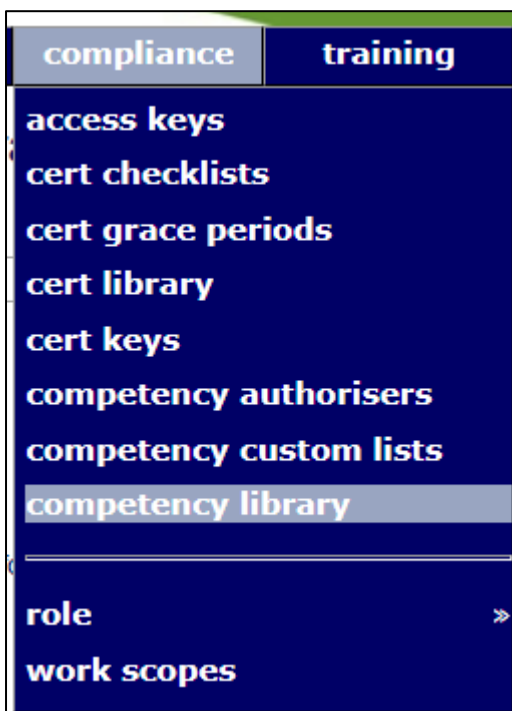 compliance training
access keys
cert checklists
cert grace periods
cert library
cert keys
competency authorisers
competency custom lists
competency library
role »
work scopes